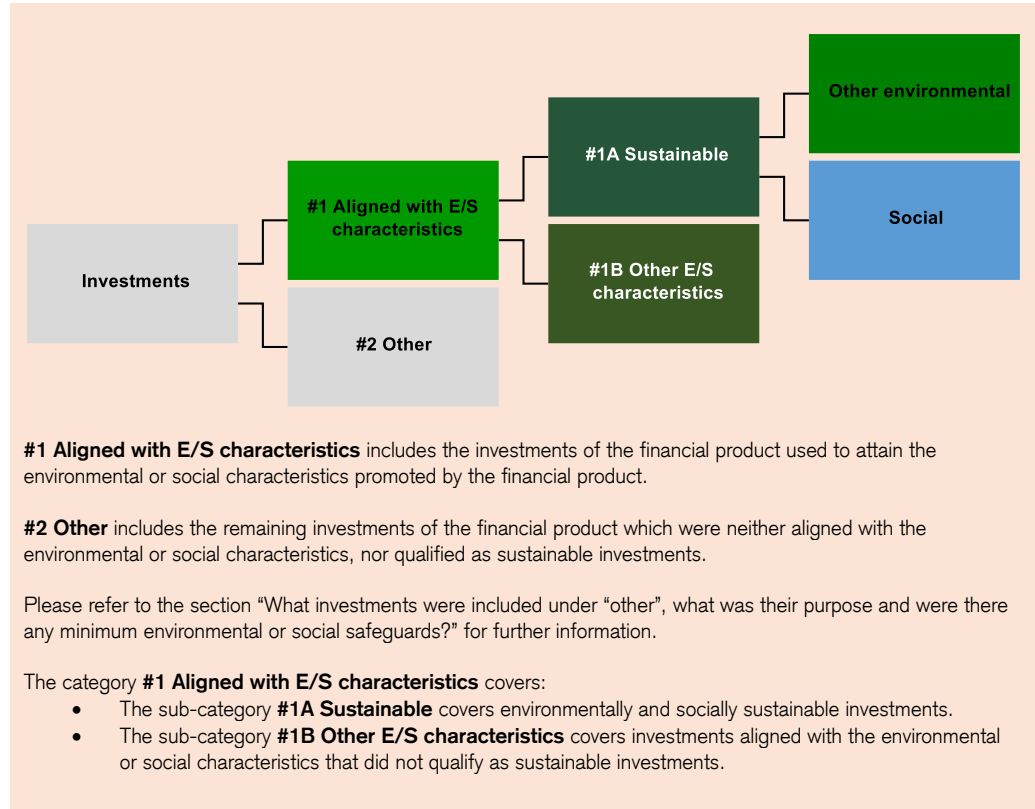 Other environmental
#1A Sustainable
#1 Aligned with E/S
characteristics
Social
#1B Other E/S
characteristics
Investments
#2 Other
#1 Aligned with E/S characteristics includes the investments of the financial product used to attain the
environmental or social characteristics promoted by the financial product.
#2 Other includes the remaining investments of the financial product which were neither aligned with the
environmental or social characteristics, nor qualified as sustainable investments.
Please refer to the section “What investments were included under “other”, what was their purpose and were there
any minimum environmental or social safeguards?” for further information.
The category #1 Aligned with E/S characteristics covers:
• The sub-category #1A Sustainable covers environmentally and socially sustainable investments.
• The sub-category #1B Other E/S characteristics covers investments aligned with the environmental
or social characteristics that did not qualify as sustainable investments.